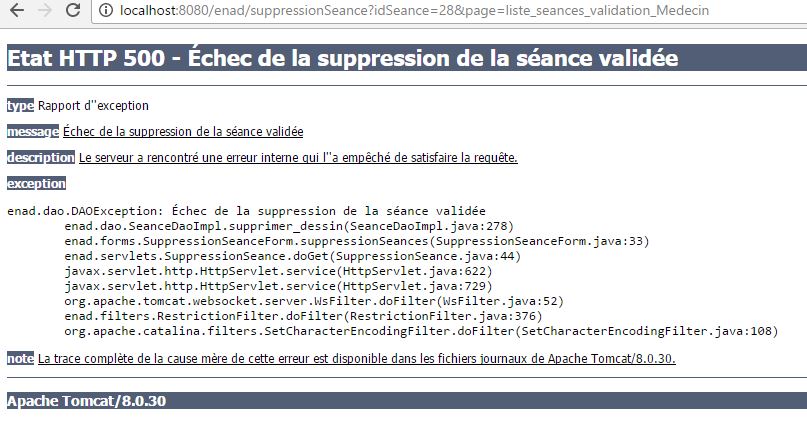 localhost:8080/enad/suppressionSeance?idSeance=28&page=liste_seances_validation_Medecin
Etat HTTP 500 - Échec de la suppression de la séance validée
type Rapport d''exception
message Échec de la suppression de la séance validée
description Le serveur a rencontré une erreur interne qui l''a empêché de satisfaire la requête.
exception
enad.dao.DAOException: Échec de la suppression de la séance validée
enad.dao.SeanceDaoImpl.supprimer_dessin(SeanceDaoImpl.java:278)
enad.forms.SuppressionSeanceForm.suppressionSeances(SuppressionSeanceForm.java:33)
enad.servlets.SuppressionSeance.doGet(SuppressionSeance.java:44)
javax.servlet.http.HttpServlet.service(HttpServlet.java:622)
javax.servlet.http.HttpServlet.service(HttpServlet.java:729)
org.apache.tomcat.websocket.server.WsFilter.doFilter(WsFilter.java:52)
enad.filters.RestrictionFilter.doFilter(RestrictionFilter.java:376)
org.apache.catalina.filters.SetCharacterEncodingFilter.doFilter(SetCharacterEncodingFilter.java:108)
note La trace complète de la cause mère de cette erreur est disponible dans les fichiers journaux de Apache Tomcat/8.0.30.
Apache Tomcat/8.0.30